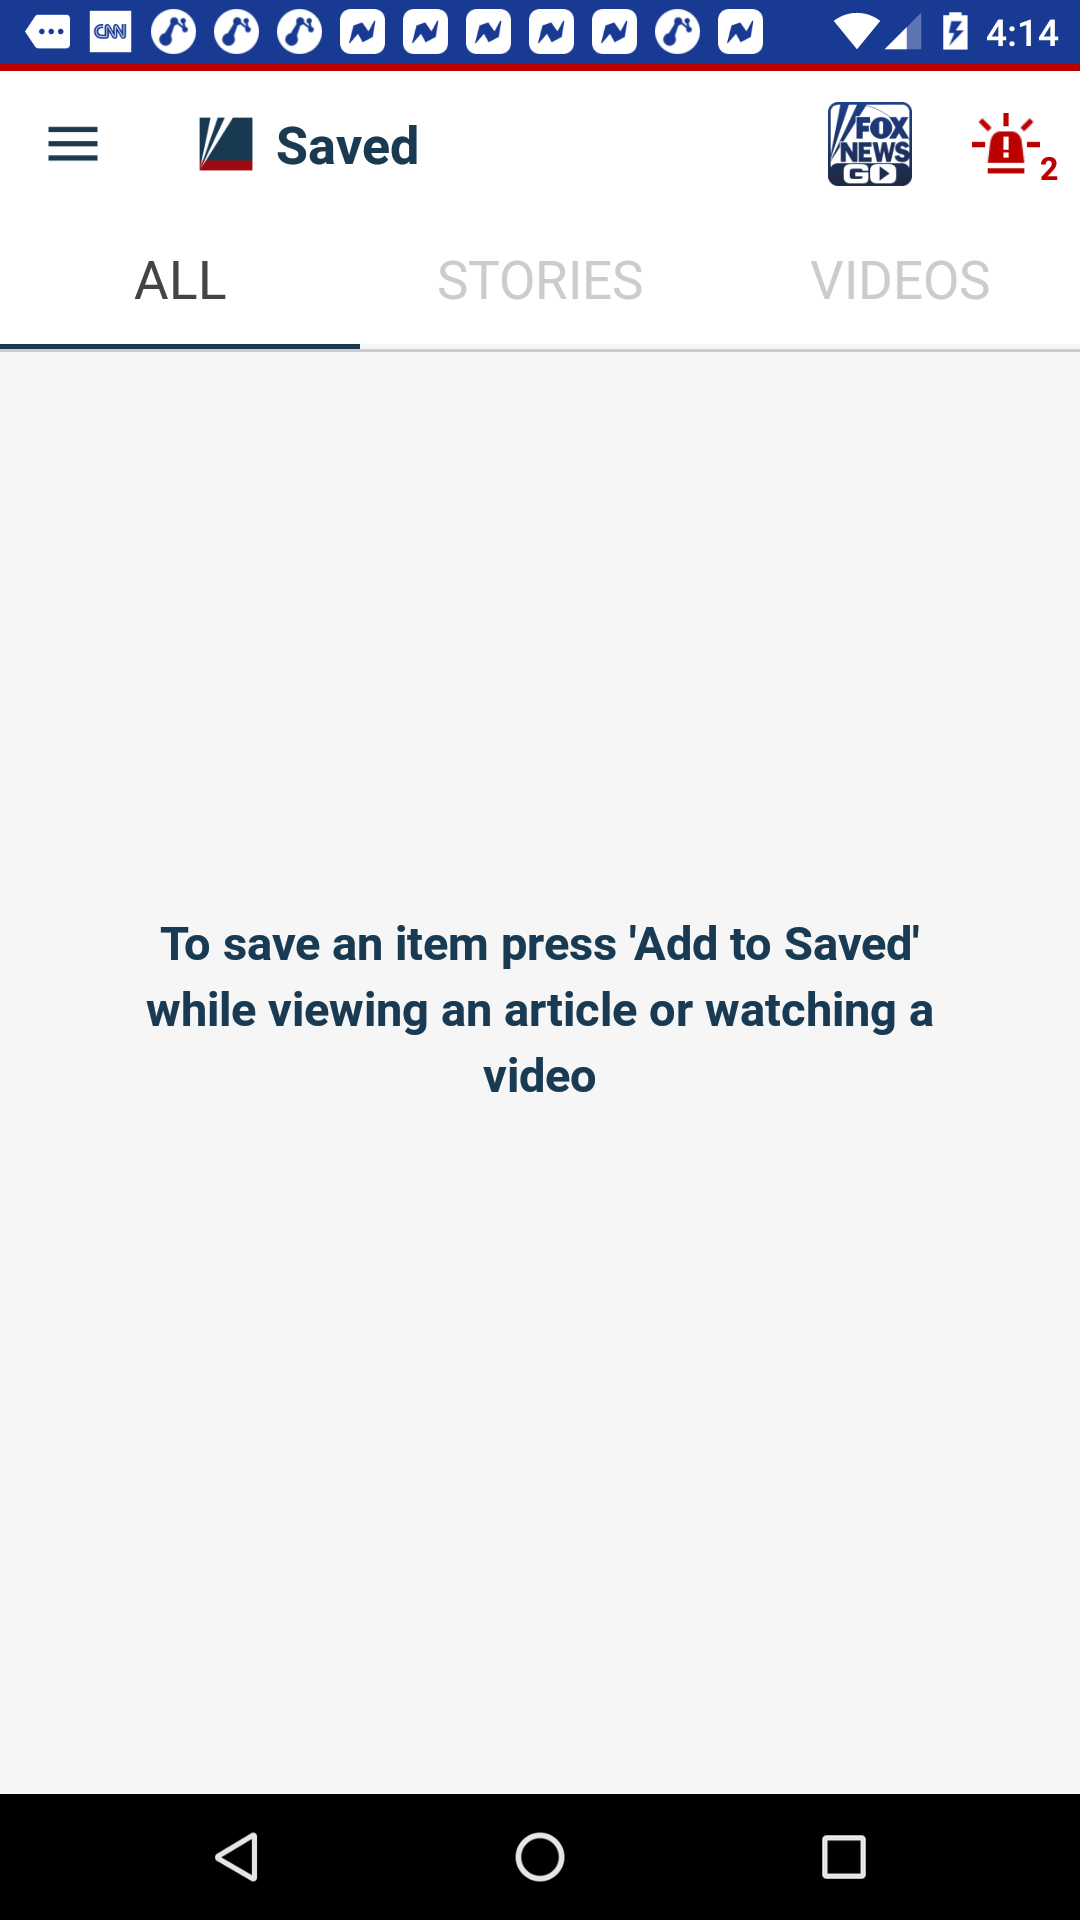 CNN
4:14
Saved
FOX
NEWS
GO
2
ALL
STORIES
VIDEOS
To save an item press 'Add to Saved'
while viewing an article or watching a
video